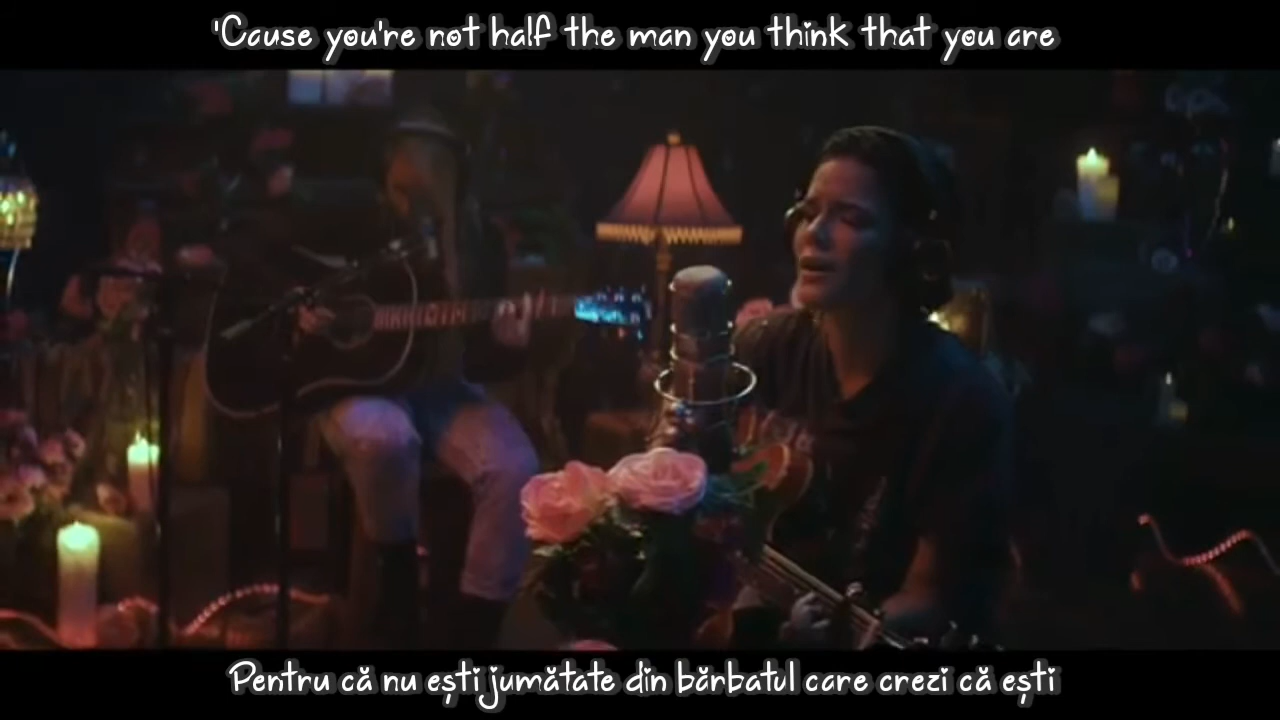 'Cause you're not half the man you think that you are
Pentru că nu ești jumătate din bărbatul care crezi că ești